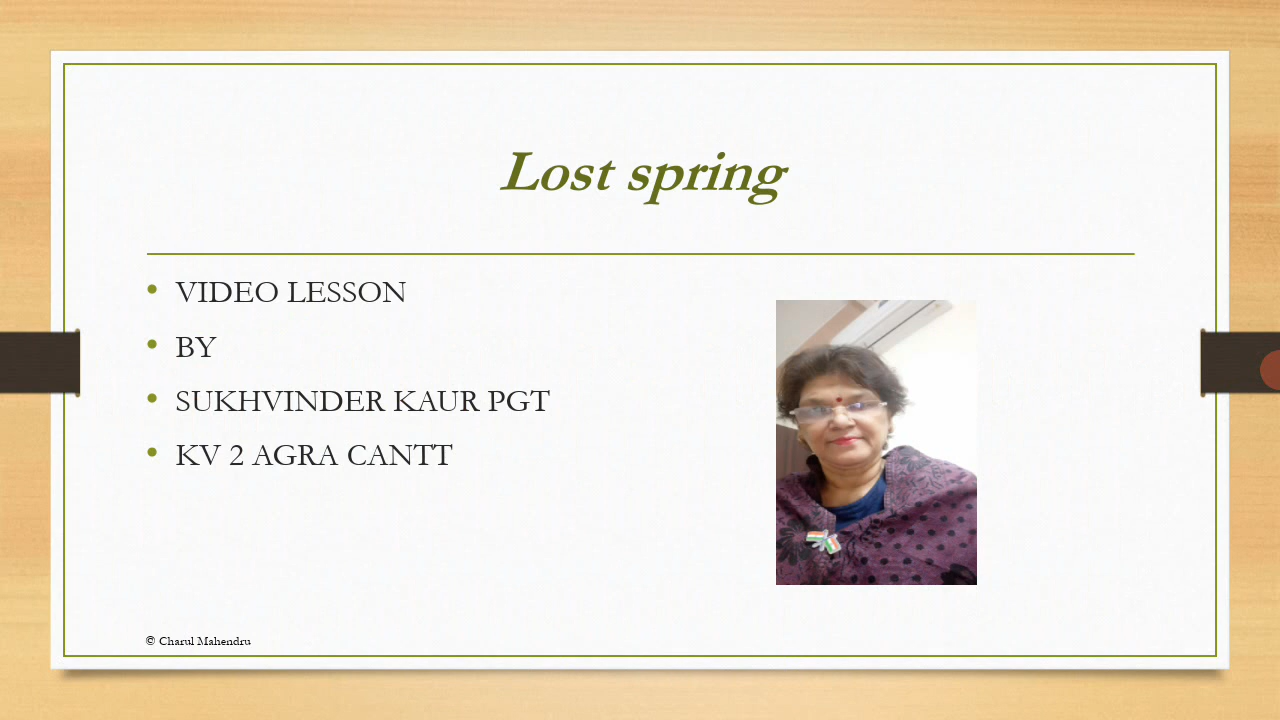 Lost spring
VIDEO LESSON
BY
SUKHVINDER KAUR PGT
KV 2 AGRA CANTT
© Charul Mahendru